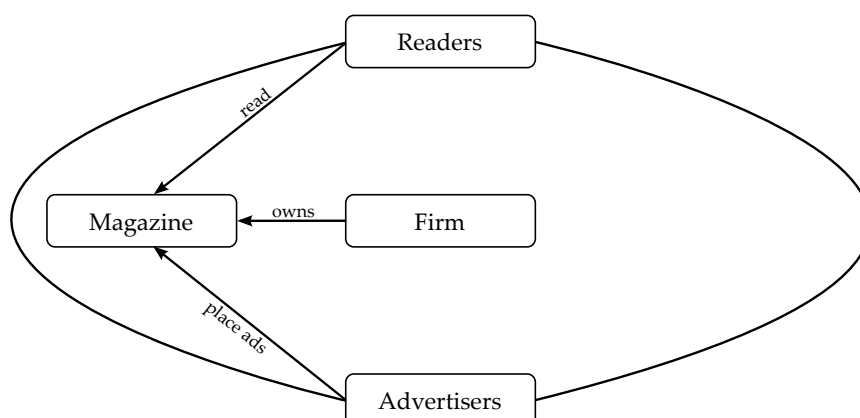 Readers
read
Magazine
owns
Firm
place ads
Advertisers